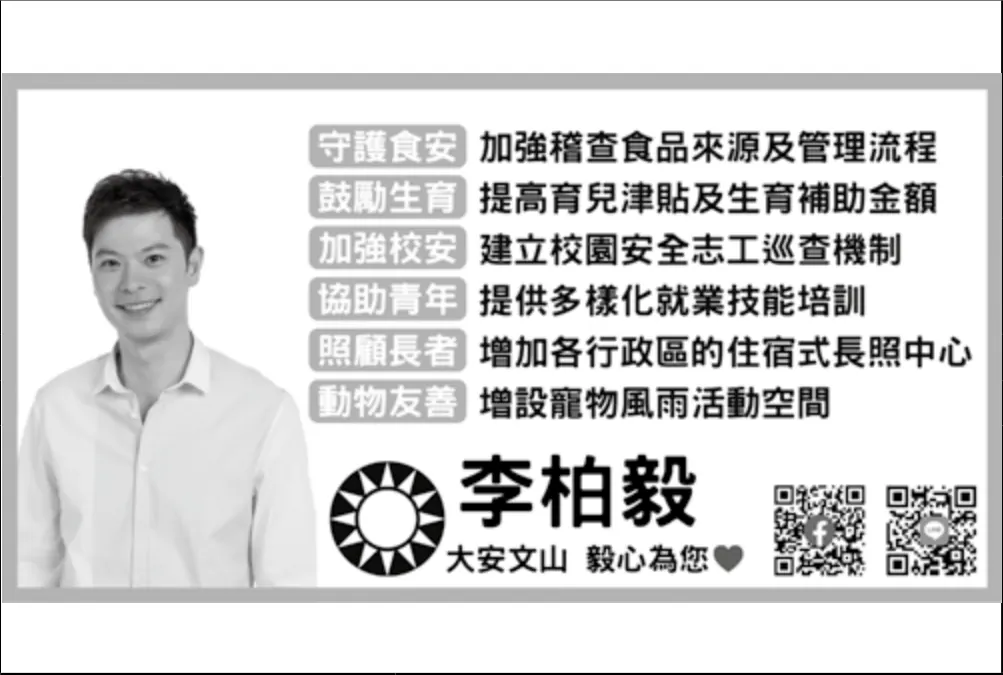 守護食安 加強稽查食品來源及管理流程
鼓勵生育 提高育兒津貼及生育補助金額
加強校安 建立校園安全志工巡查機制
協助青年 提供多樣化就業技能培訓
照顧長者 增加各行政區的住宿式長照中心
動物友善 增設寵物風雨活動空間
李柏毅
大安文山 毅心為您
LINE